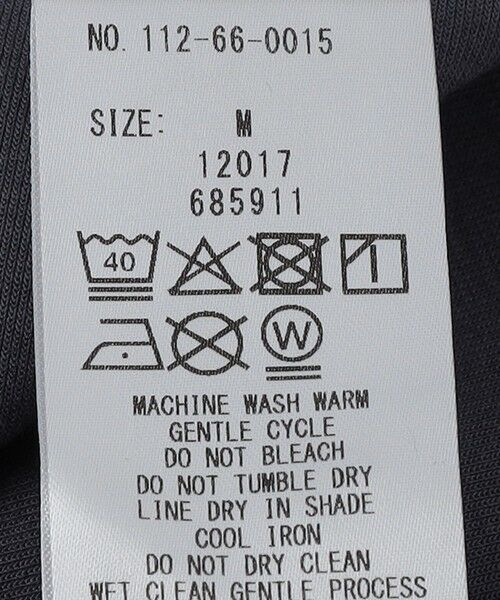 NO. 112-66-0015
SIZE: M
12017
685911
40
W
MACHINE WASH WARM
GENTLE CYCLE
DO NOT BLEACH
DO NOT TUMBLE DRY
LINE DRY IN SHADE
COOL IRON
DO NOT DRY CLEAN
WET CLEAN GENTLE PROCESS